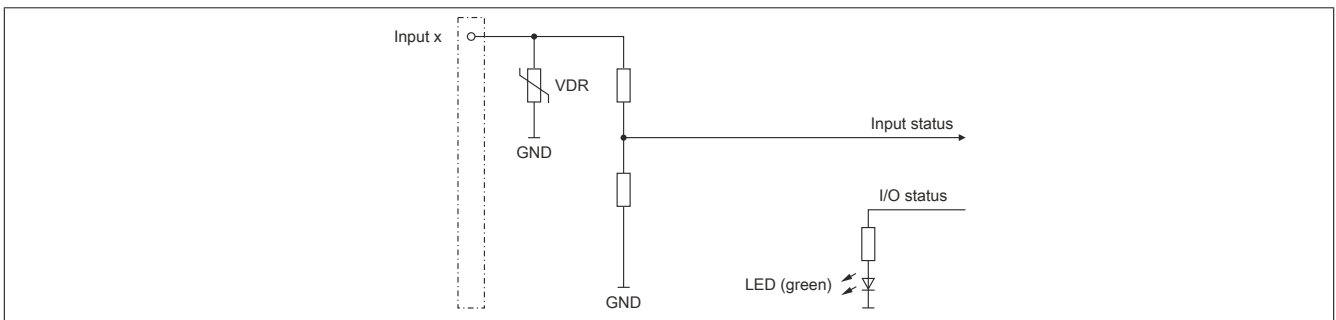 Input x
VDR
GND
Input status
I/O status
LED (green)
GND